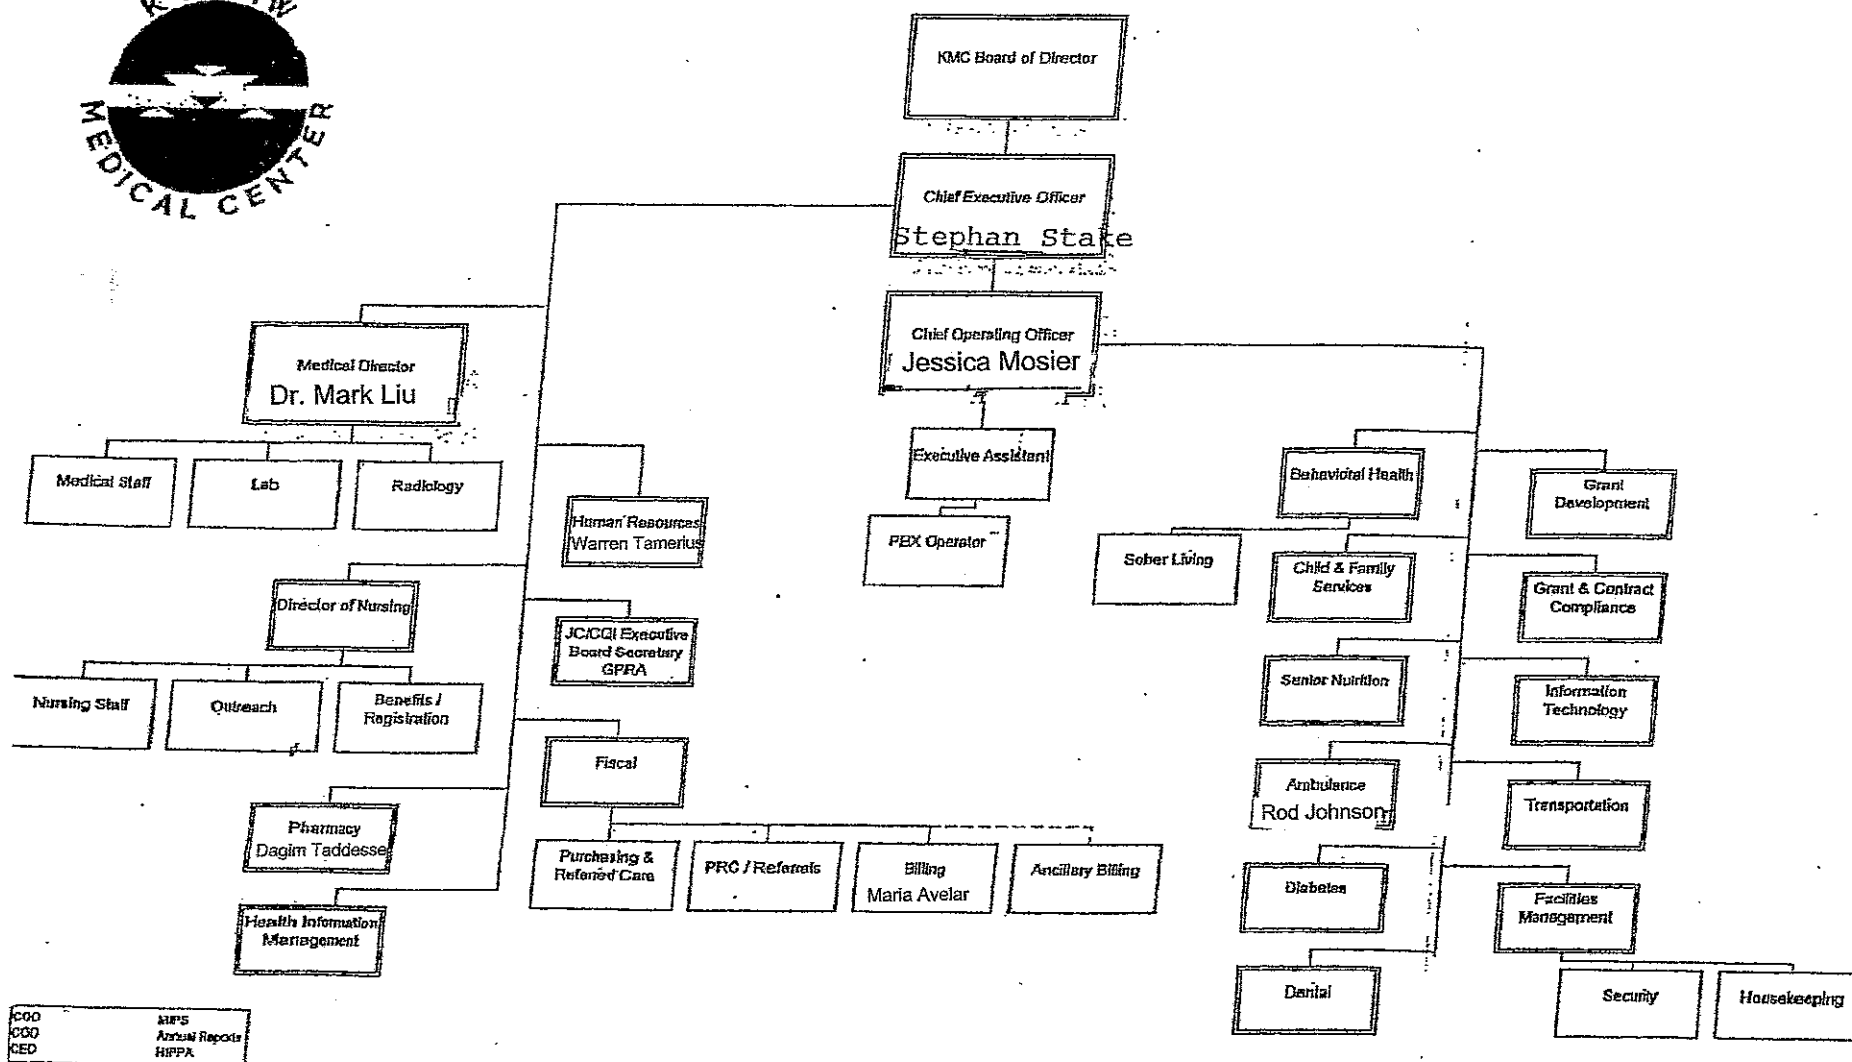 MEDICAL CENTER
KMC Board of Director
Chief Executive Officer
Stephan Stake
Chief Operating Officer
Jessica Mosier
Medical Director
Dr. Mark Liu
Executive Assistant
PBX Operator
Medical Staff
Lab
Radiology
Human Resources
Warren Tamerius
Director of Nursing
JC/CQI Executive
Board Secretary
GPRA
Nursing Staff
Outreach
Benefits /
Registration
Fiscal
Pharmacy
Dagim Taddesse
Purchasing &
Referred Care
PRC / Referrals
Billing
Maria Avelar
Ancillary Billing
Health Information
Management
Behavioral Health
Grant
Development
Sober Living
Child & Family
Services
Grant & Contract
Compliance
Senior Nutrition
Information
Technology
Ambulance
Rod Johnson
Transportation
Diabetes
Facilities
Management
Dental
Security
Housekeeping
COO
Annual Reports
HIPPA